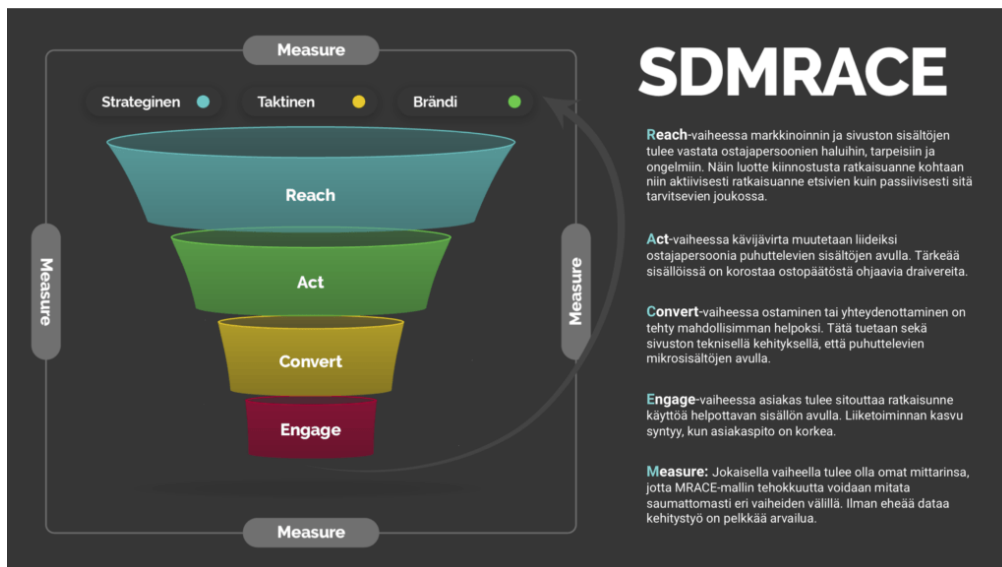 Measure
Strateginen
Taktinen
Brändi
Reach
Act
Convert
Engage
Measure
Measure
Measure
SDMRACE
Reach-vaiheessa markkinoinnin ja sivuston sisältöjen
tulee vastata ostajapersoonien haluihin, tarpeisiin ja
ongelmiin. Näin luotte kiinnostusta ratkaisuanne kohtaan
niin aktiivisesti ratkaisuanne etsivien kuin passiivisesti sitä
tarvitsevien joukossa.
Act-vaiheessa kävijävirta muutetaan liideiksi
ostajapersoonia puhuttelevien sisältöjen avulla. Tärkeää
sisällöissä on korostaa ostopäätöstä ohjaavia draivereita.
Convert-vaiheessa ostaminen tai yhteydenottaminen on
tehty mahdollisimman helpoksi. Tätä tuetaan sekä
sivuston teknisellä kehityksellä, että puhuttelevien
mikrosisältöjen avulla.
Engage-vaiheessa asiakas tulee sitouttaa ratkaisunne
käyttöä helpottavan sisällön avulla. Liiketoiminnan kasvu
syntyy, kun asiakaspito on korkea.
Measure: Jokaisella vaiheella tulee olla omat mittarinsa,
jotta MRACE-mallin tehokkuutta voidaan mitata
saumattomasti eri vaiheiden välillä. Ilman eheää dataa
kehitystyö on pelkkää arvailua.